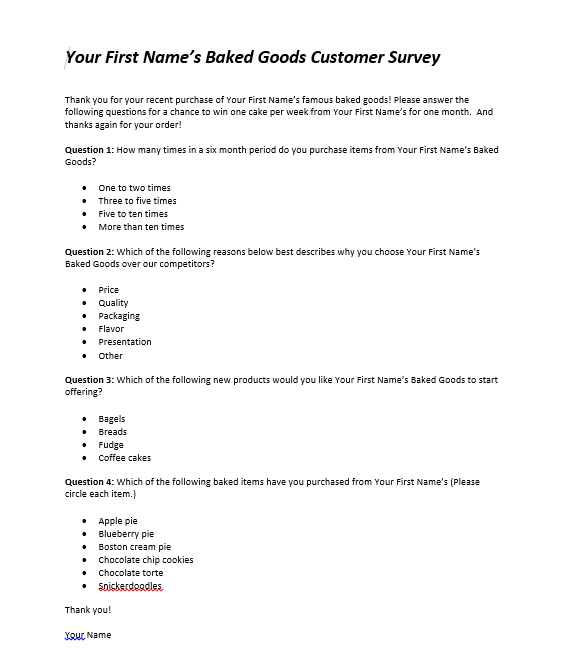 Your First Name’s Baked Goods Customer Survey
Thank you for your recent purchase of Your First Name’s famous baked goods! Please answer the
following questions for a chance to win one cake per week from Your First Name’s for one month.  And
thanks again for your order!
Question 1: How many times in a six month period do you purchase items from Your First Name’s Baked
Goods?
• One to two times
• Three to five times
• Five to ten times
• More than ten times
Question 2: Which of the following reasons below best describes why you choose Your First Name’s
Baked Goods over our competitors?
• Price
• Quality
• Packaging
• Flavor
• Presentation
• Other
Question 3: Which of the following new products would you like Your First Name’s Baked Goods to start
offering?
• Bagels
• Breads
• Fudge
• Coffee cakes
Question 4: Which of the following baked items have you purchased from Your First Name’s (Please
circle each item.)
• Apple pie
• Blueberry pie
• Boston cream pie
• Chocolate chip cookies
• Chocolate torte
• Snickerdoodles
Thank you!
Your Name